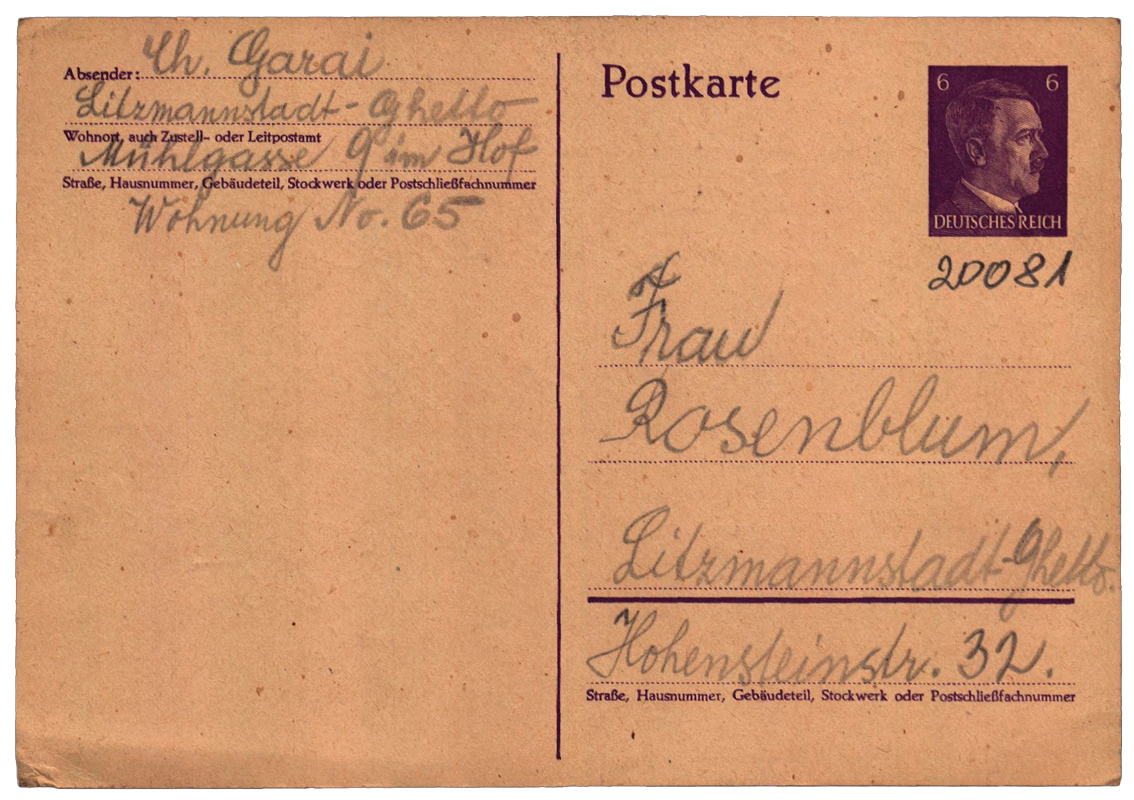 Absender: Ch. Garai
Litzmannstadt-Ghetto
Wohnort, auch Zustell- oder Leitpostamt
Mühlgasse 9 im Hof
Straße, Hausnummer, Gebäudeteil, Stockwerk oder Postschließfachnummer
Wohnung No. 65
Postkarte
6 6
DEUTSCHES REICH
20081
Frau
Rosenblum,
Litzmannstadt-Ghetto.
Hohensteinstr. 32.
Straße, Hausnummer, Gebäudeteil, Stockwerk oder Postschließfachnummer